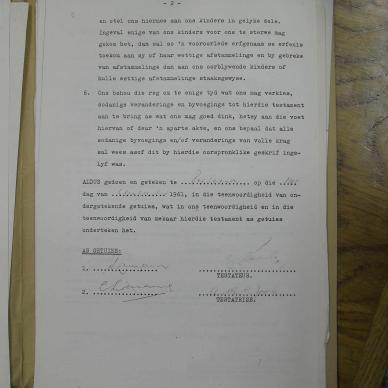 - 2 -
an stel ons hiermee aan ons kinders in gelyke dele.
Ingeval enige van ons kinders voor ons te sterwe mag
gekom het, dan sal so 'n vooroorlede erfgenaam se erfenis
toekom aan sy of haar wettige afstammelinge en by gebreke
van afstammelinge dan aan ons oorblywende kinders of
hulle wettige afstammelinge staaksgewyse.
6. Ons behou die reg om te enige tyd wat ons mag verkies,
sodanige veranderings en byvoegings tot hierdie testament
aan te bring as wat ons mag goed dink, hetsy aan die voet
hiervan of deur 'n aparte akte, en ons bepaal dat alle
sodanige byvoegings en/of veranderings van volle krag
sal wees asof dit by hierdie oorspronklike geskrif inge-
lyf was.
ALDUS gedoen en geteken te op die
dag van 1961, in die teenwoordigheid van on-
dergetekende getuies, wat in ons teenwoordigheid en in die
teenwoordigheid van mekaar hierdie testament as getuies
onderteken het.
AS GETUIES:
1.
TESTATEUR.
2.
TESTATRISE.